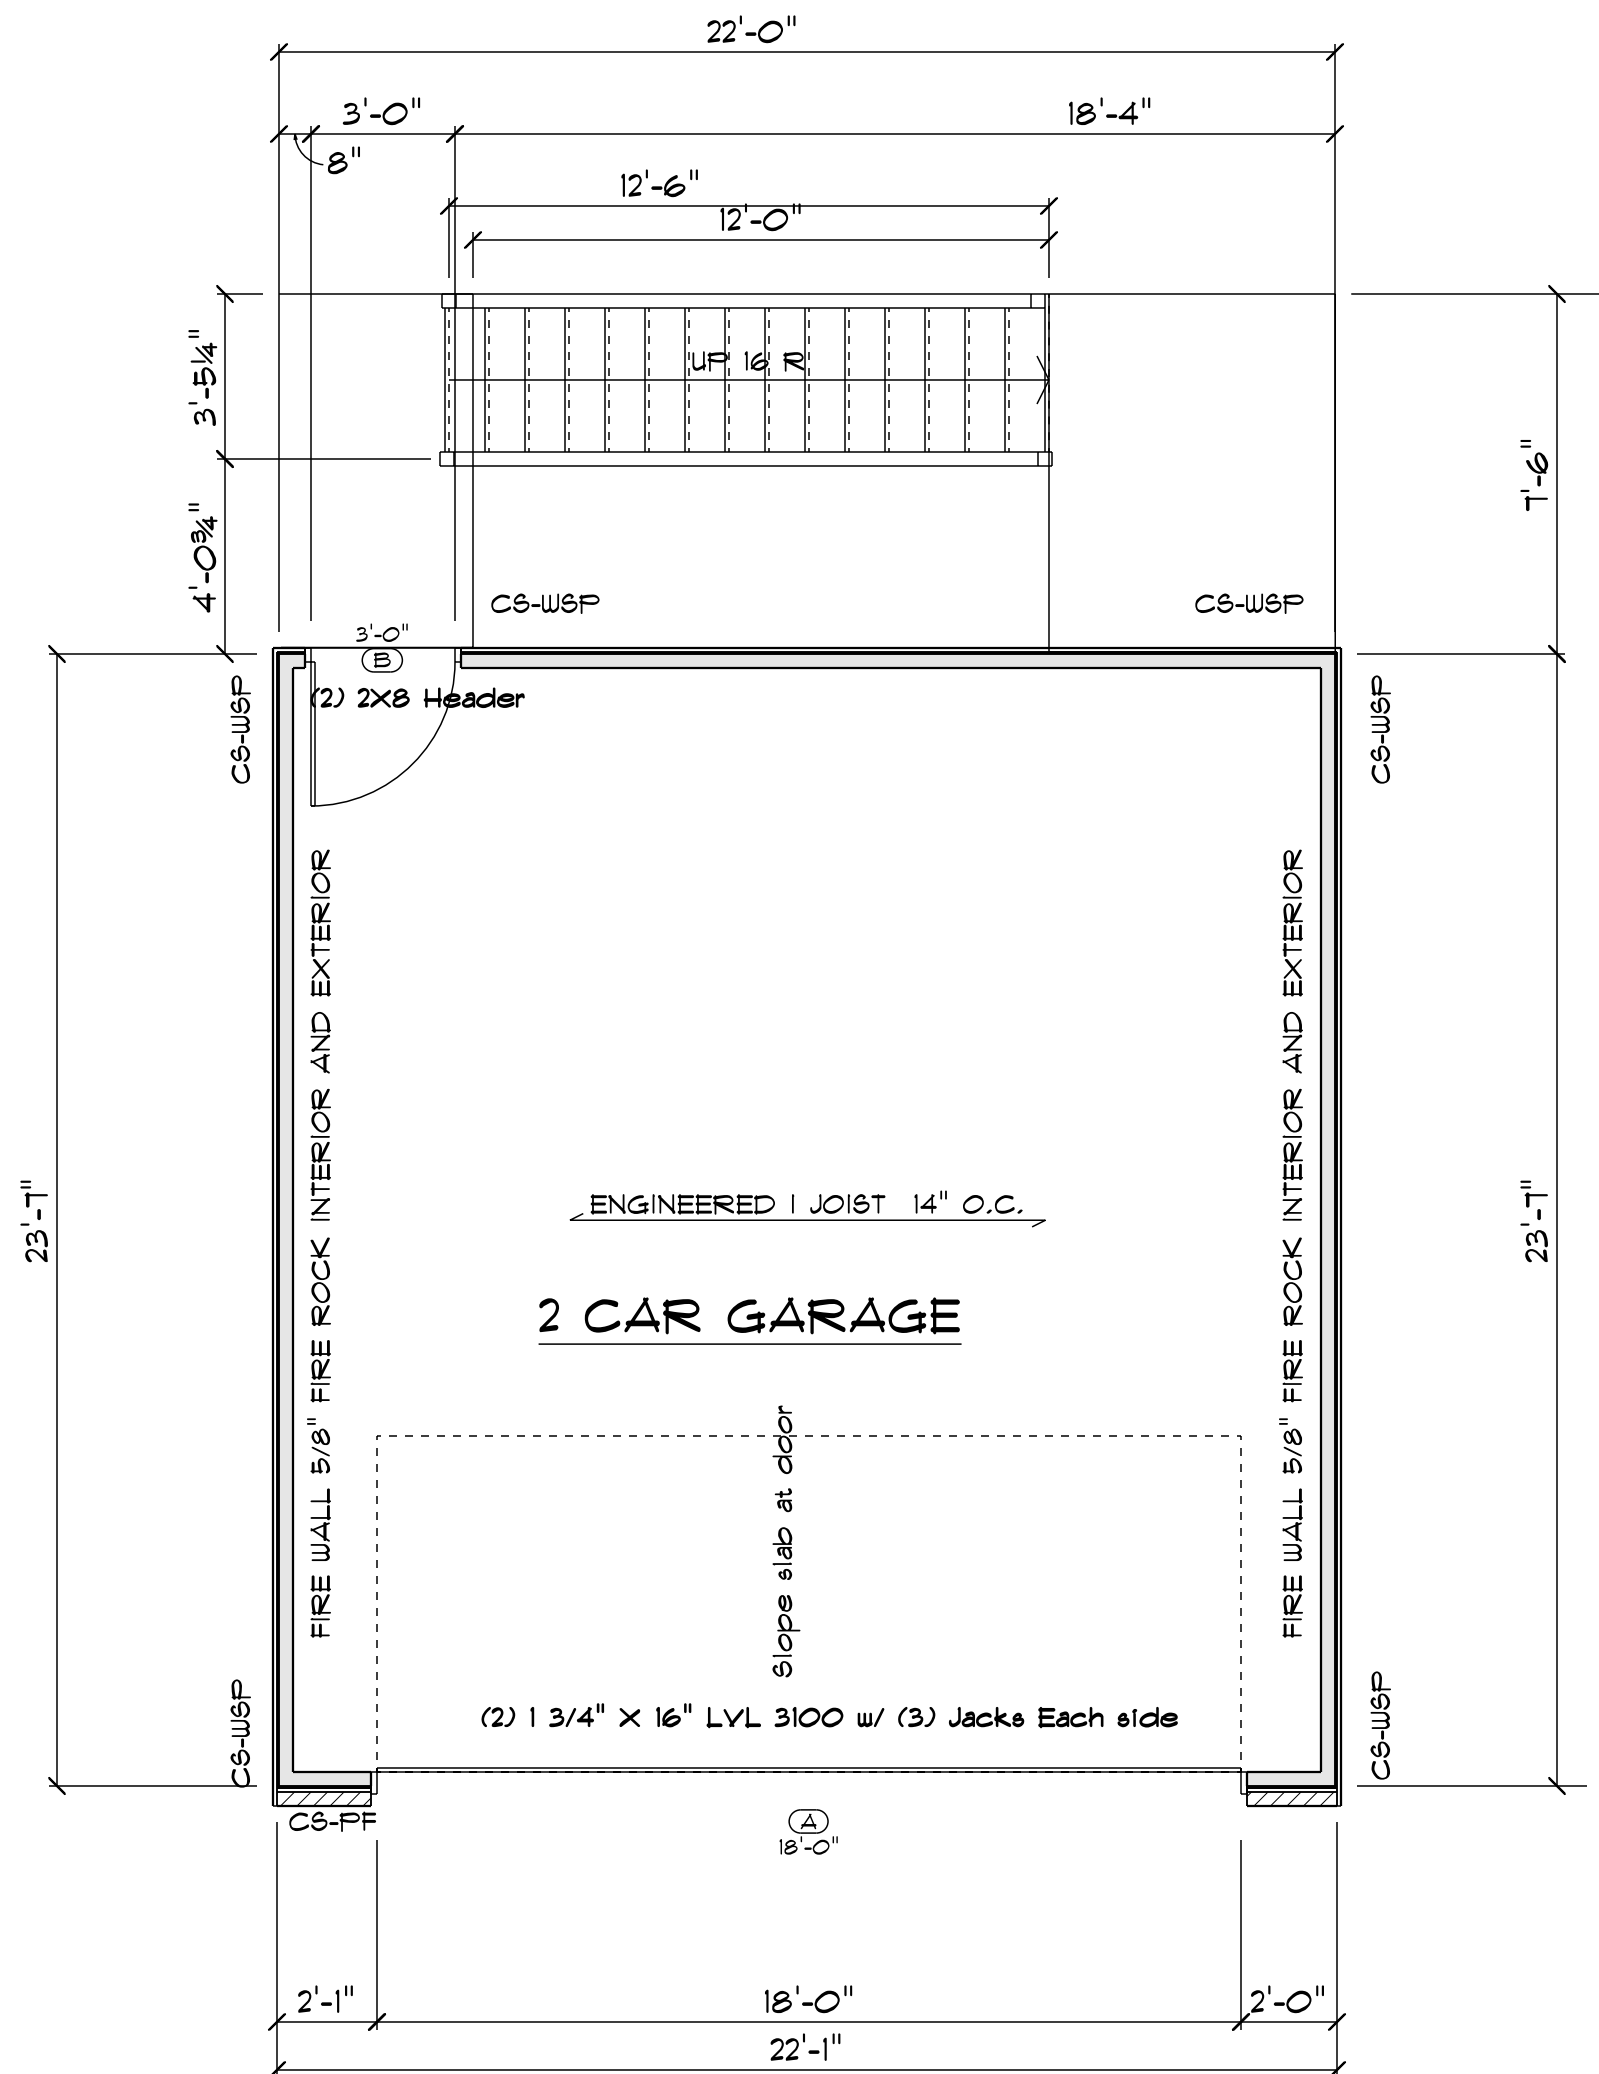 22'-0"
3'-0"
18'-4"
8"
12'-6"
12'-0"
3'-5¼"
UP 16 R
7'-6"
4'-0¾"
CS-WSP
CS-WSP
3'-0"
B
(2) 2X8 Header
CS-WSP
CS-WSP
FIRE WALL 5/8" FIRE ROCK INTERIOR AND EXTERIOR
FIRE WALL 5/8" FIRE ROCK INTERIOR AND EXTERIOR
23'-7"
23'-7"
ENGINEERED I JOIST 14" O.C.
2 CAR GARAGE
Slope slab at door
(2) 1 3/4" X 16" LVL 3100 w/ (3) Jacks Each side
CS-WSP
CS-WSP
CS-PF
A
18'-0"
2'-1"
18'-0"
2'-0"
22'-1"